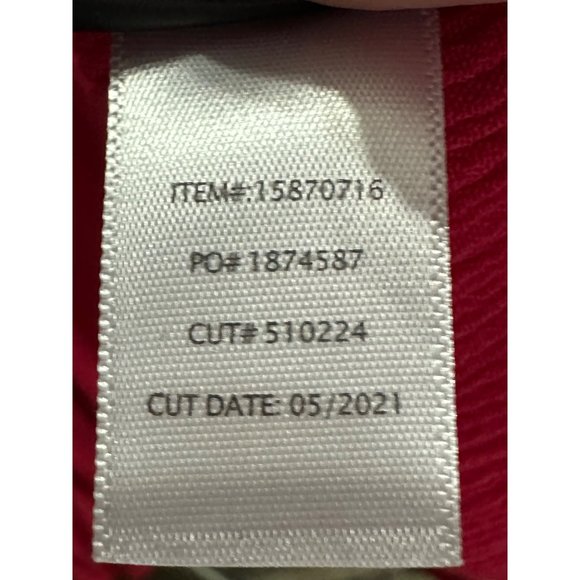 ITEM#:15870716
PO# 1874587
CUT# 510224
CUT DATE: 05/2021